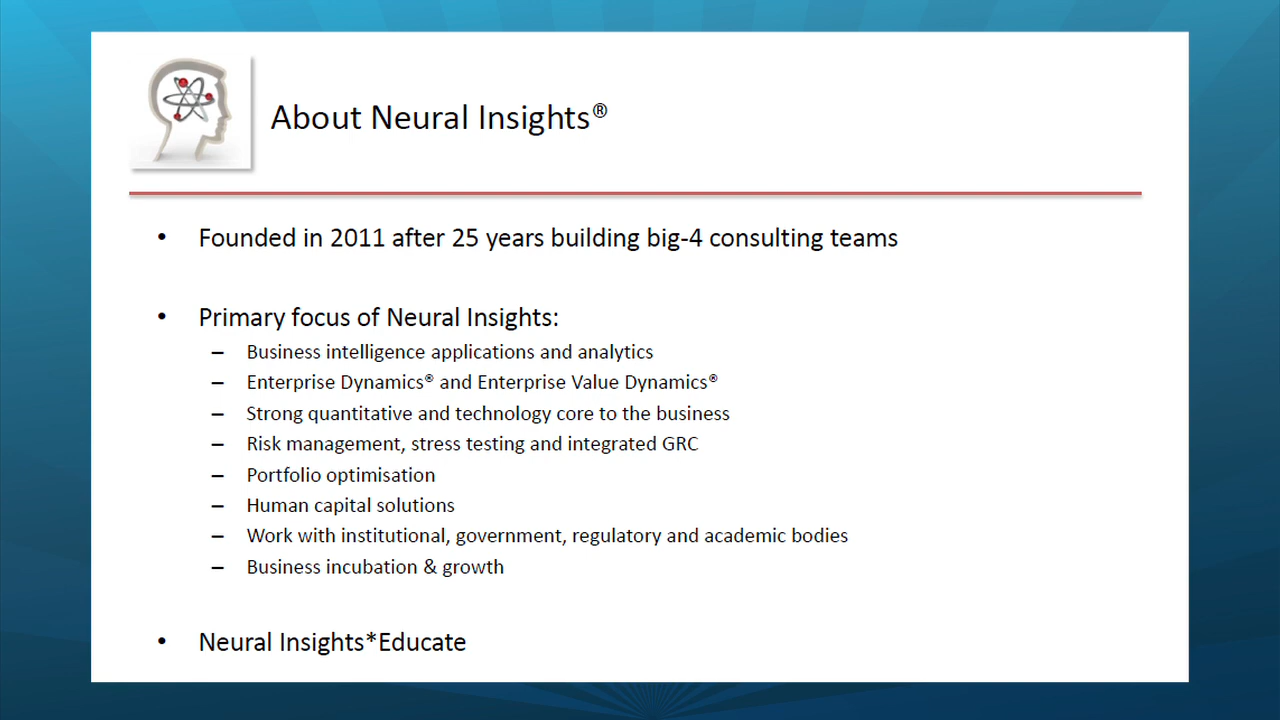 About Neural Insights®
• Founded in 2011 after 25 years building big-4 consulting teams
• Primary focus of Neural Insights:
– Business intelligence applications and analytics
– Enterprise Dynamics® and Enterprise Value Dynamics®
– Strong quantitative and technology core to the business
– Risk management, stress testing and integrated GRC
– Portfolio optimisation
– Human capital solutions
– Work with institutional, government, regulatory and academic bodies
– Business incubation & growth
• Neural Insights*Educate